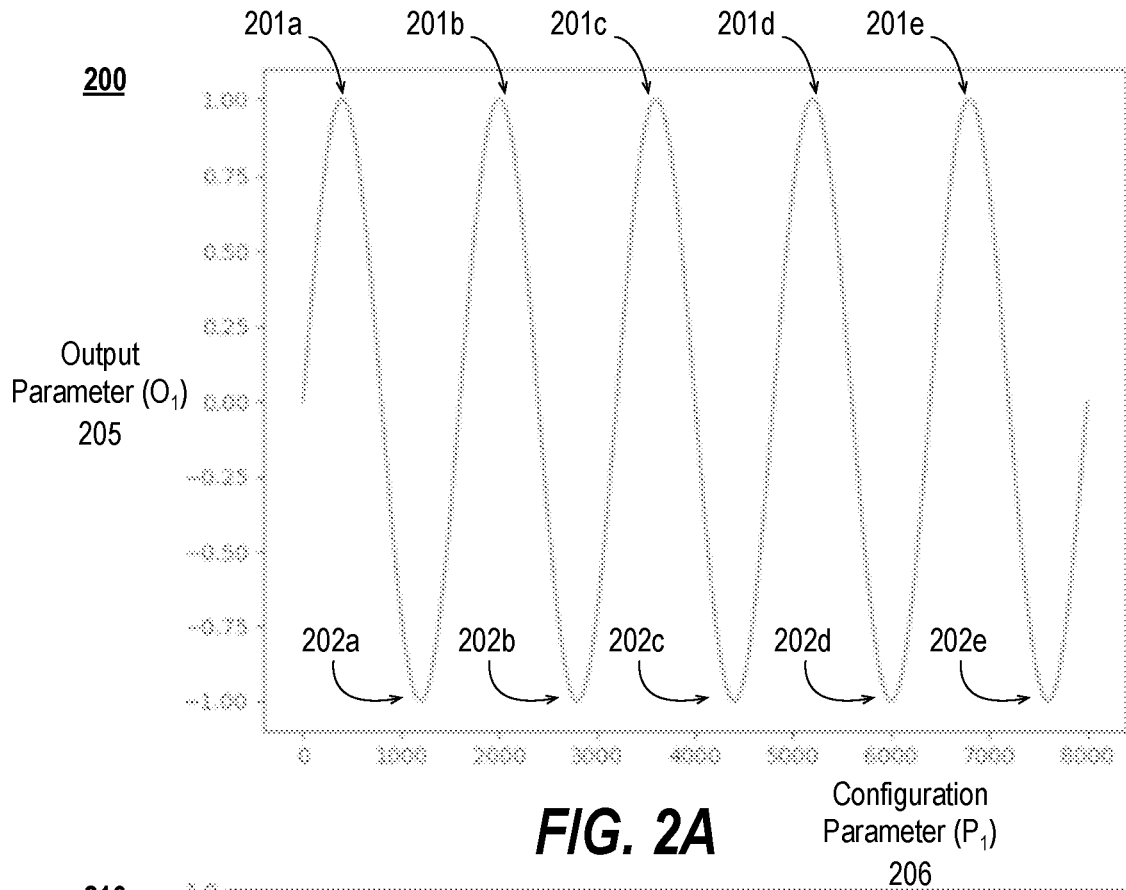 201a 201b 201c 201d 201e
200
1.00
0.75
0.50
0.25
Output
Parameter (O₁)
205
0.00
−0.25
−0.50
−0.75
202a 202b 202c 202d 202e
−1.00
0 1000 2000 3000 4000 5000 6000 7000 8000
FIG. 2A
Configuration
Parameter (P₁)
206